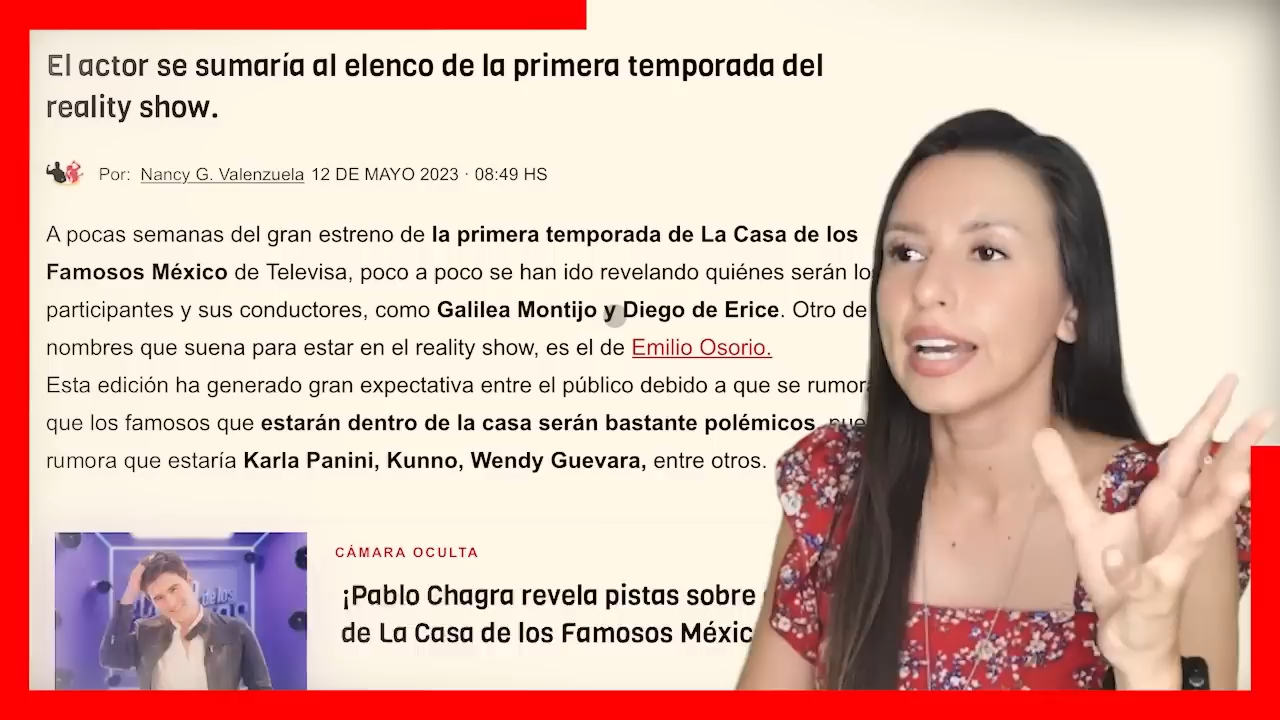 El actor se sumaría al elenco de la primera temporada del
reality show.
Por: Nancy G. Valenzuela 12 DE MAYO 2023 · 08:49 HS
A pocas semanas del gran estreno de la primera temporada de La Casa de los
Famosos México de Televisa, poco a poco se han ido revelando quiénes serán lo
participantes y sus conductores, como Galilea Montijo y Diego de Erice. Otro de
nombres que suena para estar en el reality show, es el de Emilio Osorio.
Esta edición ha generado gran expectativa entre el público debido a que se rumor
que los famosos que estarán dentro de la casa serán bastante polémicos, pue
rumora que estaría Karla Panini, Kunno, Wendy Guevara, entre otros.
CÁMARA OCULTA
¡Pablo Chagra revela pistas sobre
de La Casa de los Famosos Méxic